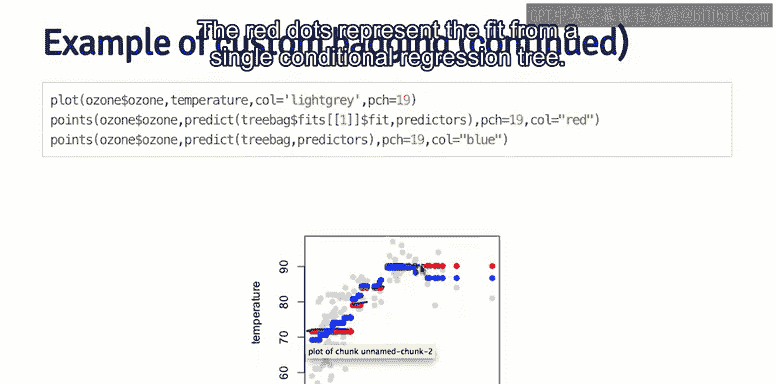 Example of custom bagging (continued)
The red dots represent the fit from a
single conditional regression tree.
plot(ozone$ozone,temperature,col='lightgrey',pch=19)
points(ozone$ozone,predict(treebag$fits[[1]]$fit,predictors),pch=19,col="red")
points(ozone$ozone,predict(treebag,predictors),pch=19,col="blue")
temperature
90
80
70
60
plot of chunk unnamed-chunk-2